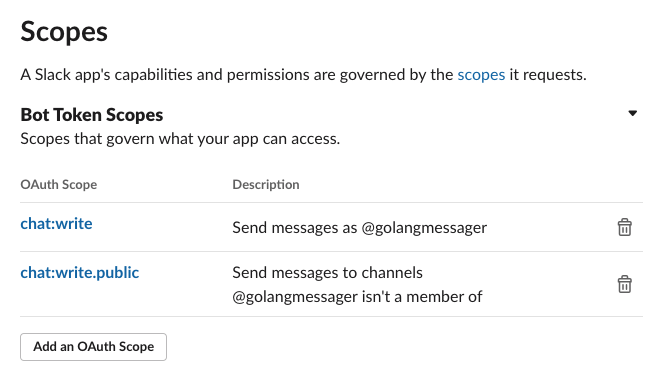 Scopes
A Slack app's capabilities and permissions are governed by the scopes it requests.
Bot Token Scopes
Scopes that govern what your app can access.
OAuth Scope Description
chat:write Send messages as @golangmessager
chat:write.public Send messages to channels
@golangmessager isn't a member of
Add an OAuth Scope